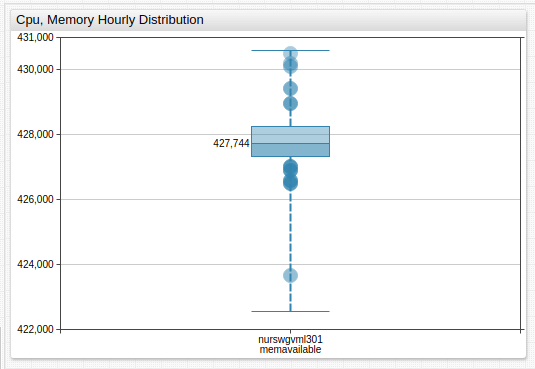 Cpu, Memory Hourly Distribution
431,000
430,000
428,000
427,744
426,000
424,000
422,000
nurswgvml301
memavailable